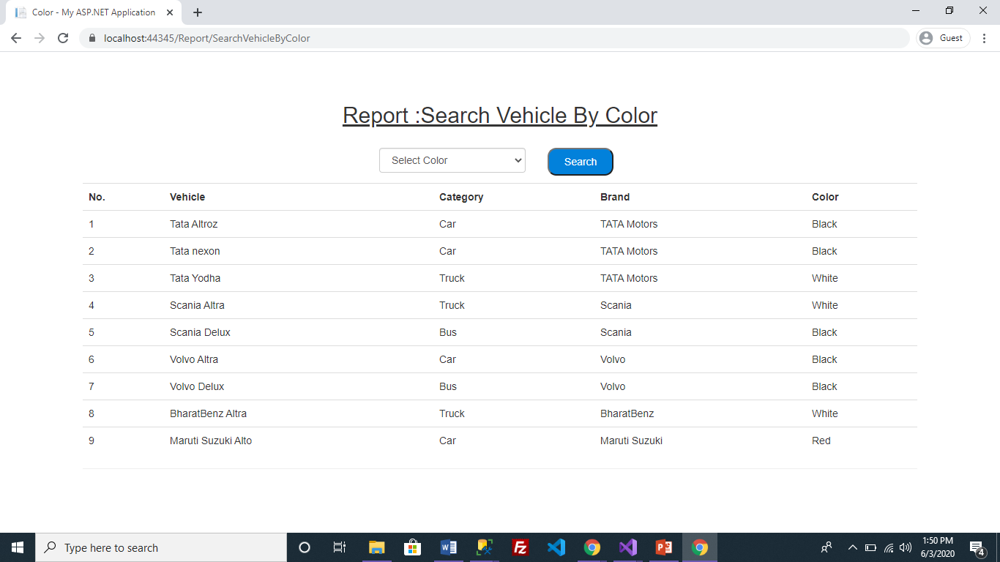 Color - My ASP.NET Application
localhost:44345/Report/SearchVehicleByColor
Guest
Report :Search Vehicle By Color
Select Color
Search
No. Vehicle Category Brand Color
1 Tata Altroz Car TATA Motors Black
2 Tata nexon Car TATA Motors Black
3 Tata Yodha Truck TATA Motors White
4 Scania Altra Truck Scania White
5 Scania Delux Bus Scania Black
6 Volvo Altra Car Volvo Black
7 Volvo Delux Bus Volvo Black
8 BharatBenz Altra Truck BharatBenz White
9 Maruti Suzuki Alto Car Maruti Suzuki Red
Type here to search
1:50 PM
6/3/2020
4